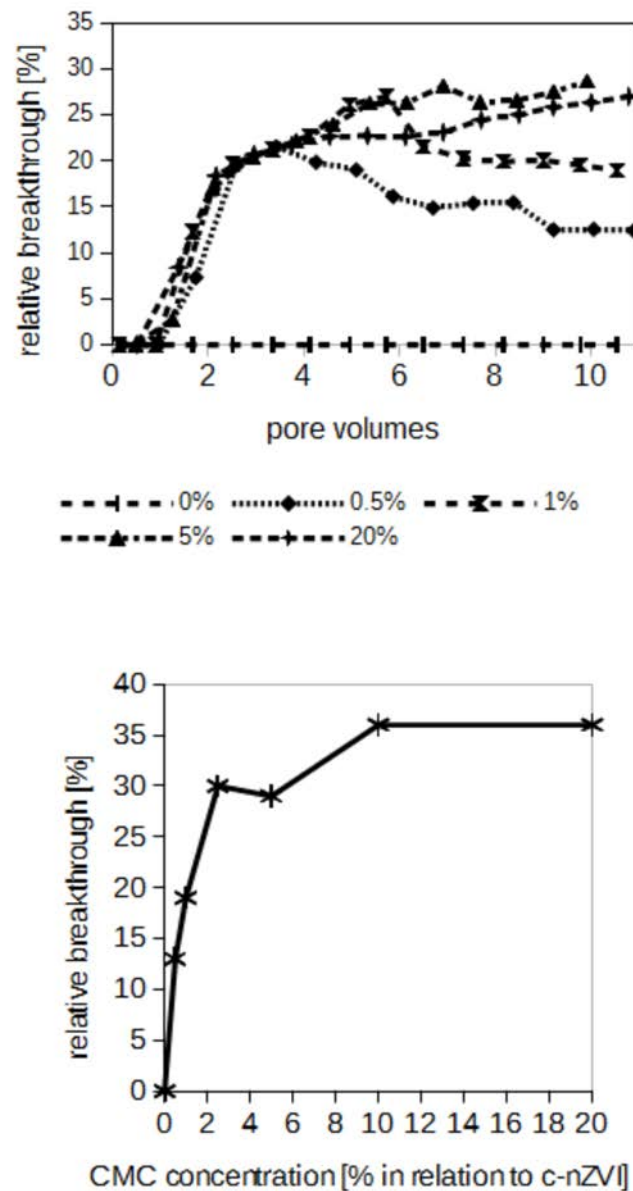 relative breakthrough [%]
35
30
25
20
15
10
5
0
0 2 4 6 8 10
pore volumes
0% 0.5% 1%
5% 20%
relative breakthrough [%]
40
35
30
25
20
15
10
5
0
0 2 4 6 8 10 12 14 16 18 20
CMC concentration [% in relation to c-nZVI]